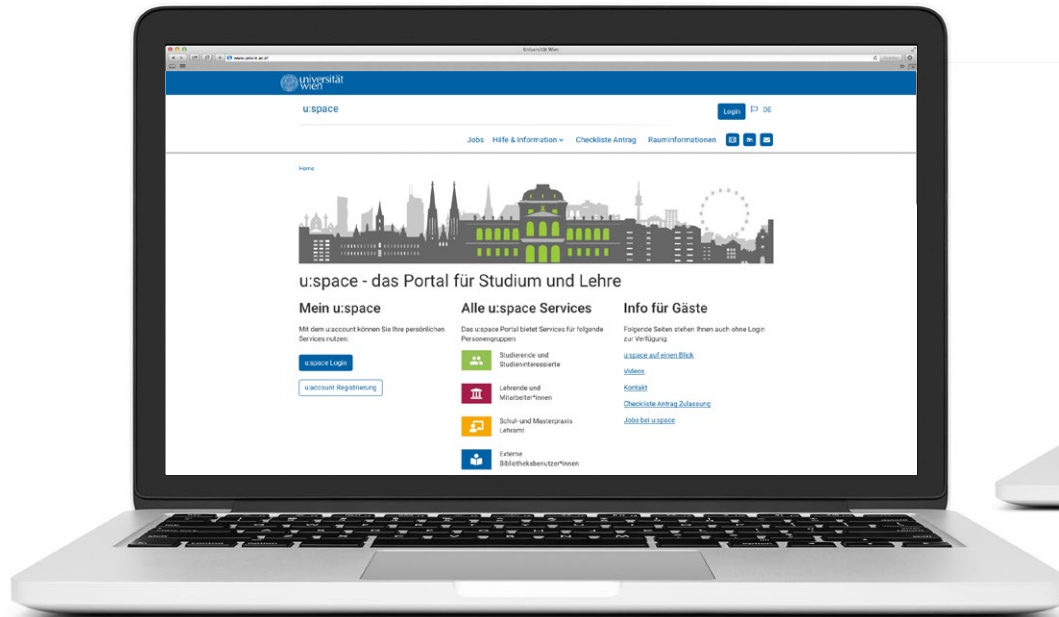 Universität Wien
universität
wien
u:space
Login
DE
Jobs Hilfe & Information Checkliste Antrag Rauminformationen
Home
u:space - das Portal für Studium und Lehre
Mein u:space
Mit dem u:account können Sie Ihre persönlichen
Services nutzen:
u:space Login
u:account Registrierung
Alle u:space Services
Das u:space Portal bietet Services für folgende
Personengruppen:
Studierende und
Studieninteressierte
Lehrende und
Mitarbeiter*innen
Schul- und Masterpraxis
Lehramt
Externe
Bibliotheksbenutzer*innen
Info für Gäste
Folgende Seiten stehen Ihnen auch ohne Login
zur Verfügung:
u:space auf einen Blick
Videos
Kontakt
Checkliste Antrag Zulassung
Jobs bei u:space